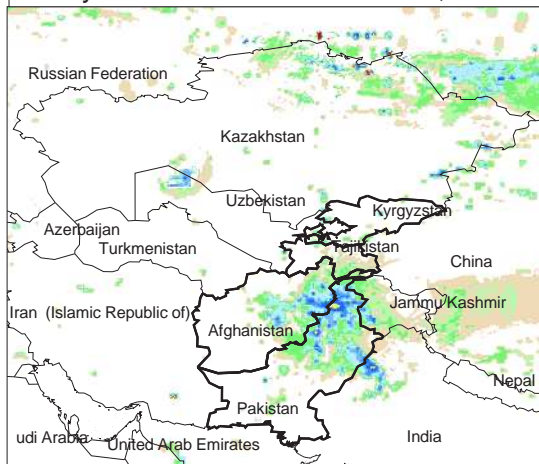 Russian Federation
Kazakhstan
Uzbekistan
Kyrgyzstan
Azerbaijan
Turkmenistan
Tajikistan
China
Iran (Islamic Republic of)
Jammu Kashmir
Afghanistan
Nepal
Pakistan
udi Arabia
United Arab Emirates
India